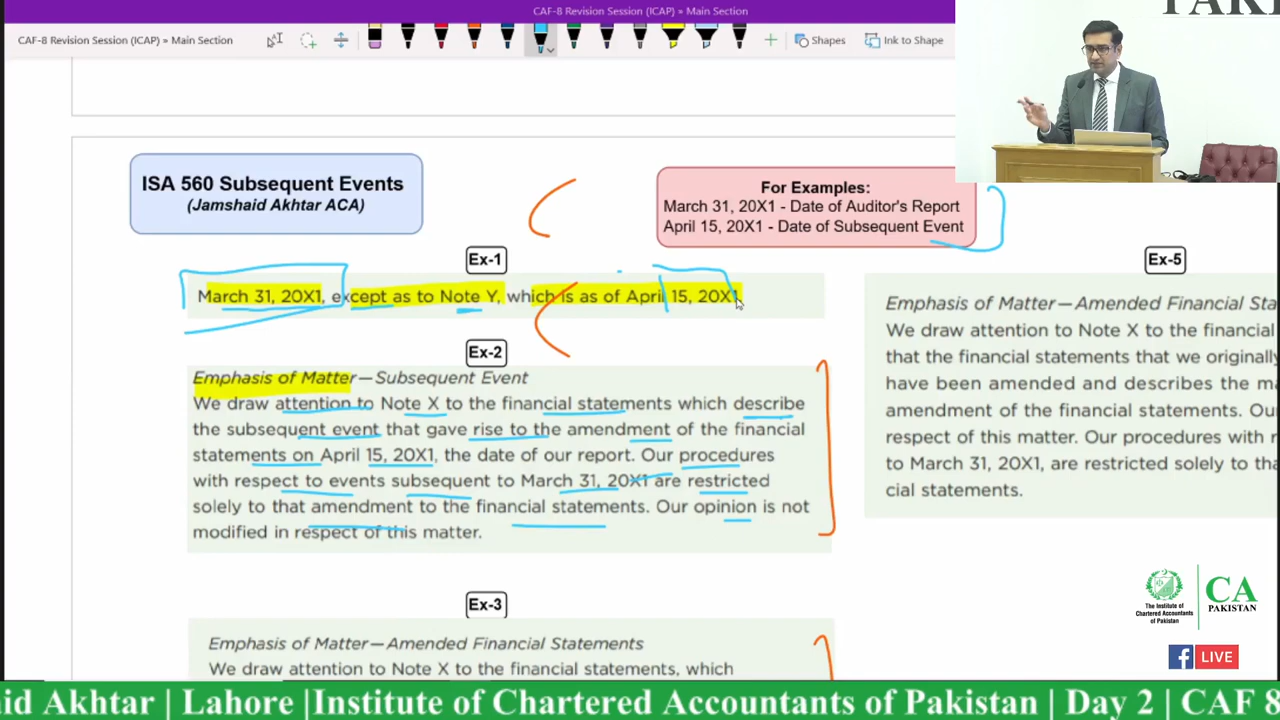 CAF-8 Revision Session (ICAP) » Main Section
CAF-8 Revision Session (ICAP) » Main Section
Shapes
Ink to Shape
ISA 560 Subsequent Events
(Jamshaid Akhtar ACA)
For Examples:
March 31, 20X1 - Date of Auditor's Report
April 15, 20X1 - Date of Subsequent Event
Ex-1
March 31, 20X1, except as to Note Y, which is as of April 15, 20X1
Ex-2
Emphasis of Matter—Subsequent Event
We draw attention to Note X to the financial statements which describe
the subsequent event that gave rise to the amendment of the financial
statements on April 15, 20X1, the date of our report. Our procedures
with respect to events subsequent to March 31, 20X1 are restricted
solely to that amendment to the financial statements. Our opinion is not
modified in respect of this matter.
Ex-3
Emphasis of Matter—Amended Financial Statements
We draw attention to Note X to the financial statements, which
Ex-5
Emphasis of Matter—Amended Financial Sta
We draw attention to Note X to the financial
that the financial statements that we originally
have been amended and describes the ma
amendment of the financial statements. Ou
respect of this matter. Our procedures with r
to March 31, 20X1, are restricted solely to tha
cial statements.
The Institute of
Chartered Accountants
of Pakistan
CA
PAKISTAN
LIVE
aid Akhtar | Lahore |Institute of Chartered Accountants of Pakistan | Day 2 | CAF 8